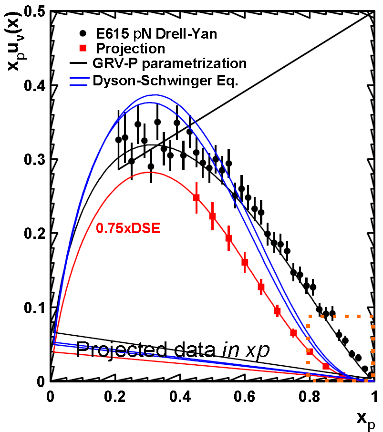 x_p u_v(x)
E615 pN Drell-Yan
Projection
GRV-P parametrization
Dyson-Schwinger Eq.
0.5
0.4
0.3
0.2
0.1
0
0.75xDSE
Projected data in xp
0 0.2 0.4 0.6 0.8 1
x_p